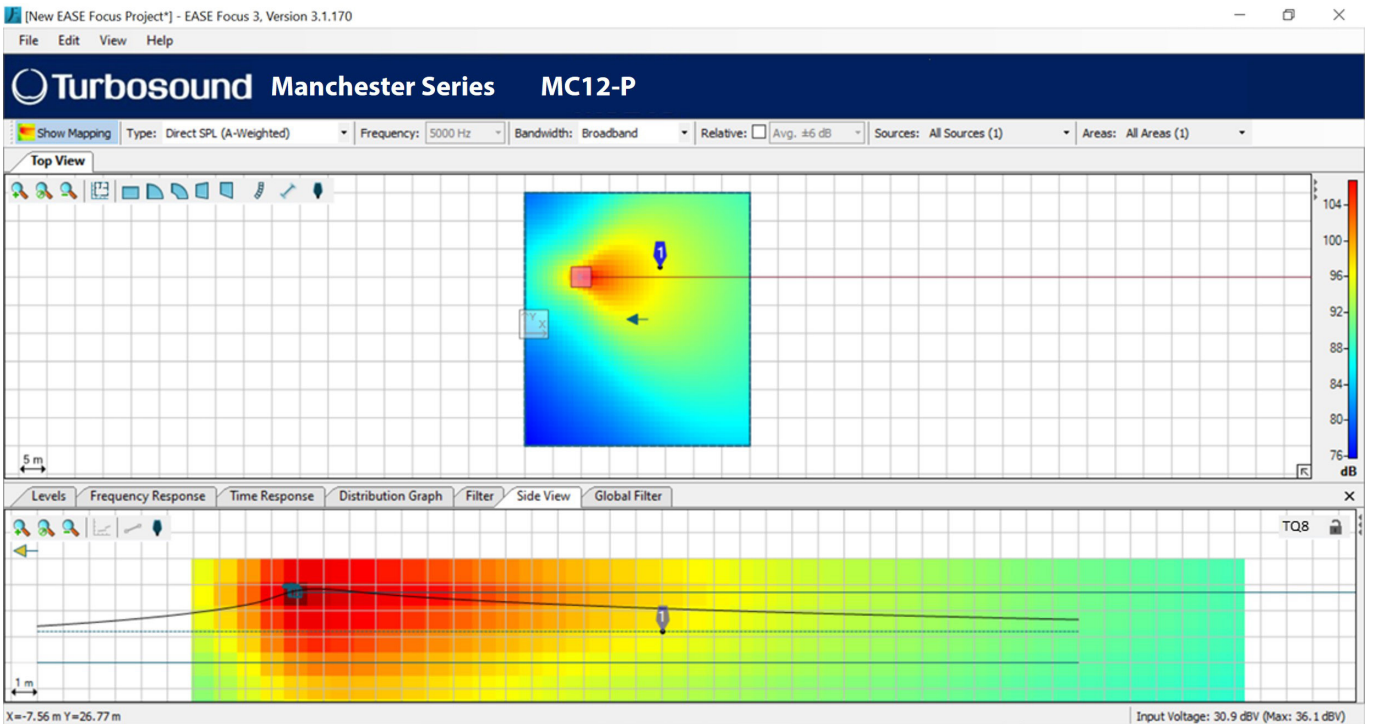 [New EASE Focus Project*] - EASE Focus 3, Version 3.1.170
File Edit View Help
Turbosound Manchester Series MC12-P
Show Mapping Type: Direct SPL (A-Weighted) Frequency: 5000 Hz Bandwidth: Broadband Relative: Avg. ±6 dB Sources: All Sources (1) Areas: All Areas (1)
Top View
104
100
96
92
88
84
80
76
dB
1
Y
X
5 m
Levels Frequency Response Time Response Distribution Graph Filter Side View Global Filter
TQ8
1
1 m
X=-7.56 m Y=26.77 m Input Voltage: 30.9 dBV (Max: 36.1 dBV)